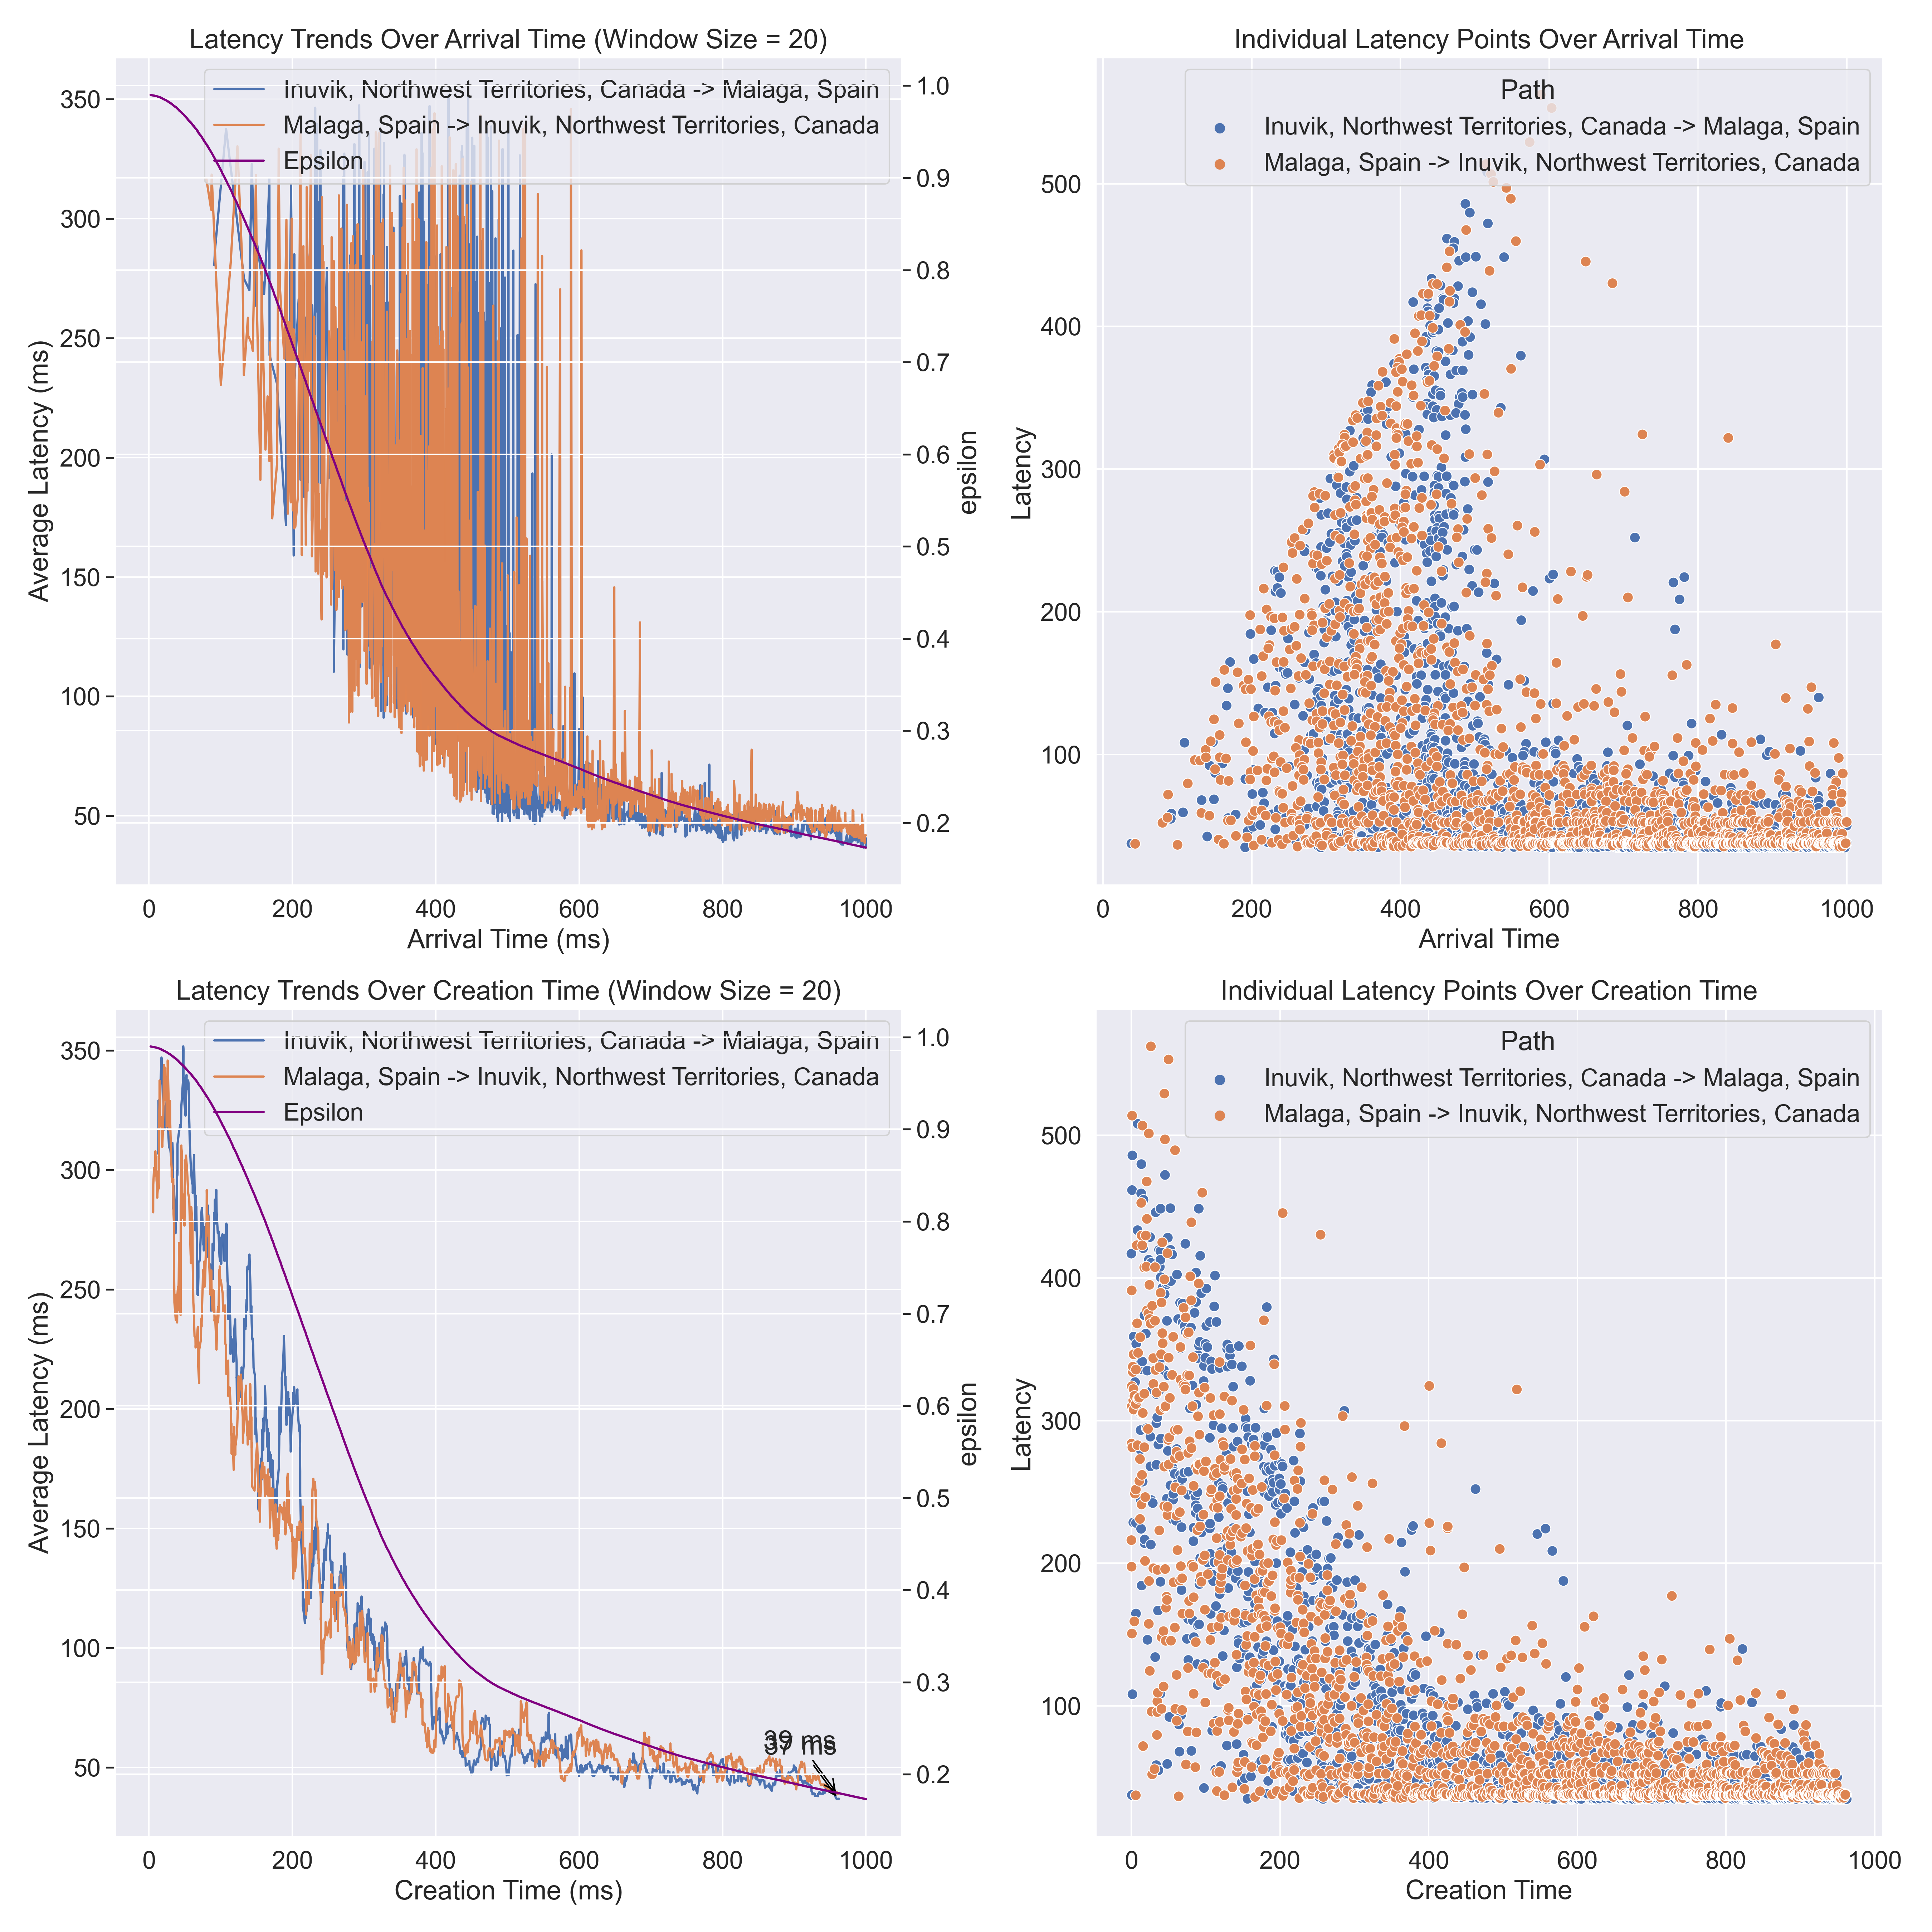 Latency Trends Over Arrival Time (Window Size = 20)
Inuvik, Northwest Territories, Canada -> Malaga, Spain
Malaga, Spain -> Inuvik, Northwest Territories, Canada
Epsilon
350
300
250
200
150
100
50
Average Latency (ms)
1.0
0.9
0.8
0.7
0.6
0.5
0.4
0.3
0.2
epsilon
0 200 400 600 800 1000
Arrival Time (ms)
Individual Latency Points Over Arrival Time
Path
Inuvik, Northwest Territories, Canada -> Malaga, Spain
Malaga, Spain -> Inuvik, Northwest Territories, Canada
500
400
300
200
100
Latency
0 200 400 600 800 1000
Arrival Time
Latency Trends Over Creation Time (Window Size = 20)
Inuvik, Northwest Territories, Canada -> Malaga, Spain
Malaga, Spain -> Inuvik, Northwest Territories, Canada
Epsilon
350
300
250
200
150
100
50
Average Latency (ms)
1.0
0.9
0.8
0.7
0.6
0.5
0.4
0.3
0.2
epsilon
39 ms
37 ms
0 200 400 600 800 1000
Creation Time (ms)
Individual Latency Points Over Creation Time
Path
Inuvik, Northwest Territories, Canada -> Malaga, Spain
Malaga, Spain -> Inuvik, Northwest Territories, Canada
500
400
300
200
100
Latency
0 200 400 600 800 1000
Creation Time